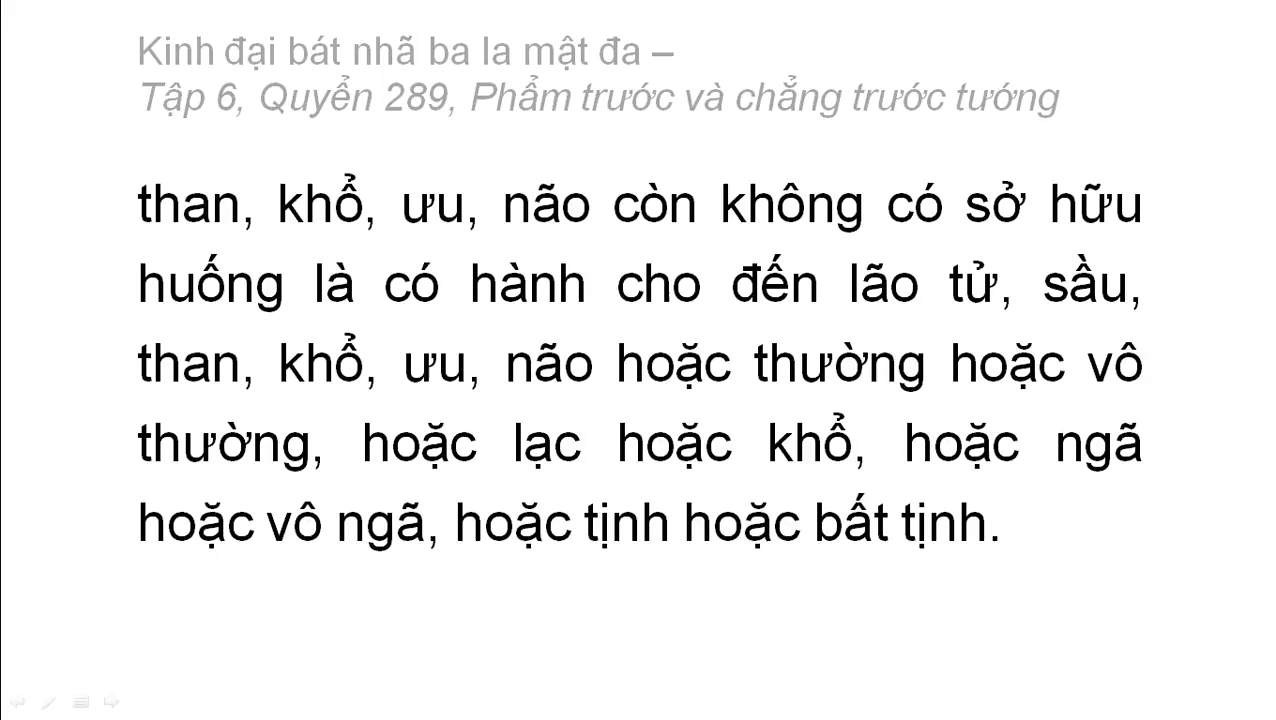 Kinh đại bát nhã ba la mật đa –
Tập 6, Quyển 289, Phẩm trước và chẳng trước tướng
than, khổ, ưu, não còn không có sở hữu
huống là có hành cho đến lão tử, sầu,
than, khổ, ưu, não hoặc thường hoặc vô
thường, hoặc lạc hoặc khổ, hoặc ngã
hoặc vô ngã, hoặc tịnh hoặc bất tịnh.